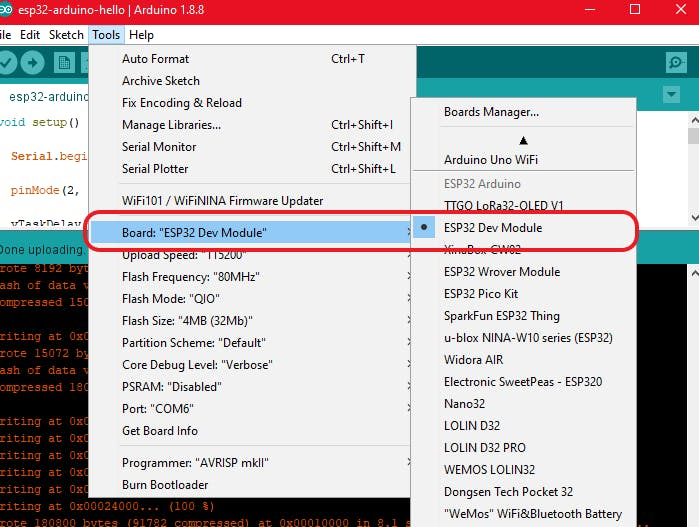 esp32-arduino-hello | Arduino 1.8.8
ile Edit Sketch Tools Help
Auto Format Ctrl+T
Archive Sketch
Fix Encoding & Reload
Manage Libraries... Ctrl+Shift+I
Serial Monitor Ctrl+Shift+M
Serial Plotter Ctrl+Shift+L
WiFi101 / WiFiNINA Firmware Updater
Board: "ESP32 Dev Module"
Upload Speed: "115200"
Flash Frequency: "80MHz"
Flash Mode: "QIO"
Flash Size: "4MB (32Mb)"
Partition Scheme: "Default"
Core Debug Level: "Verbose"
PSRAM: "Disabled"
Port: "COM6"
Get Board Info
Programmer: "AVRISP mkII"
Burn Bootloader
Boards Manager...
Arduino Uno WiFi
ESP32 Arduino
TTGO LoRa32-OLED V1
ESP32 Dev Module
XinaBox CW02
ESP32 Wrover Module
ESP32 Pico Kit
SparkFun ESP32 Thing
u-blox NINA-W10 series (ESP32)
Widora AIR
Electronic SweetPeas - ESP320
Nano32
LOLIN D32
LOLIN D32 PRO
WEMOS LOLIN32
Dongsen Tech Pocket 32
"WeMos" WiFi&Bluetooth Battery
esp32-arduino
void setup()
Serial.begi
pinMode(2,
vTaskDelay
Done uploading.
rote 8192 by
ash of data v
ompressed 150
riting at 0x0
rote 15072 b
ash of data v
ompressed 180
riting at 0x0
riting at 0x0
riting at 0x0
riting at 0x0
riting at 0x00024000... (100 %)
rote 180800 bytes (91782 compressed) at 0x00010000 in 8.1 s